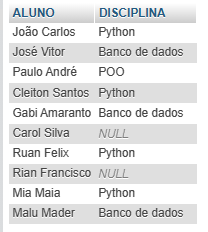 ALUNO DISCIPLINA
João Carlos Python
José Vitor Banco de dados
Paulo André POO
Cleiton Santos Python
Gabi Amaranto Banco de dados
Carol Silva NULL
Ruan Felix Python
Rian Francisco NULL
Mia Maia Python
Malu Mader Banco de dados